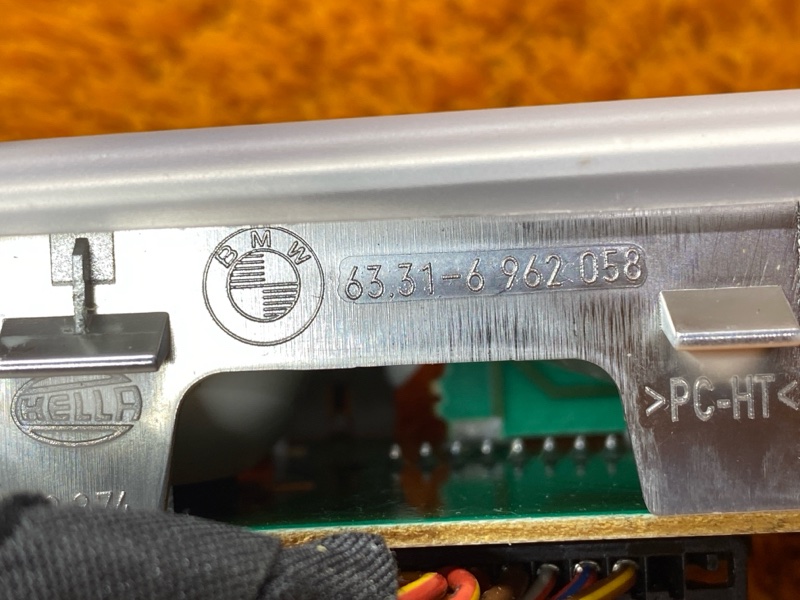 BMW
63.31-6 962 058
HELLA
>PC-HT<